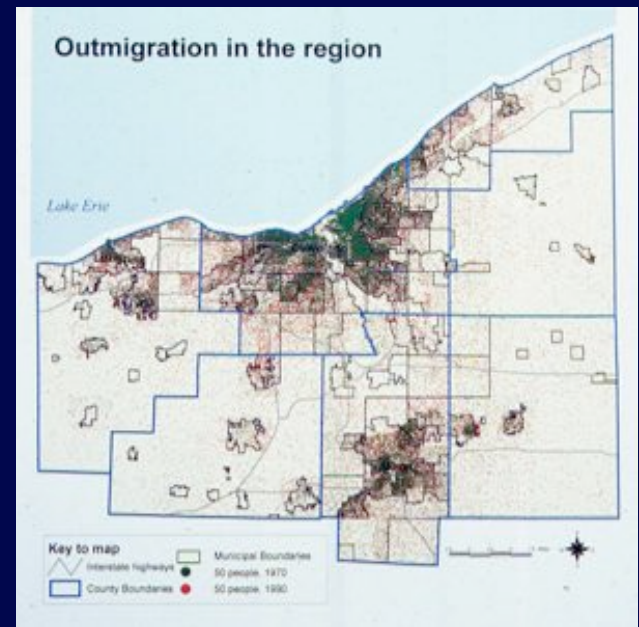 Outmigration in the region
Lake Erie
Key to map
Interstate highways
County Boundaries
Municipal Boundaries
50 people, 1970
50 people, 1990